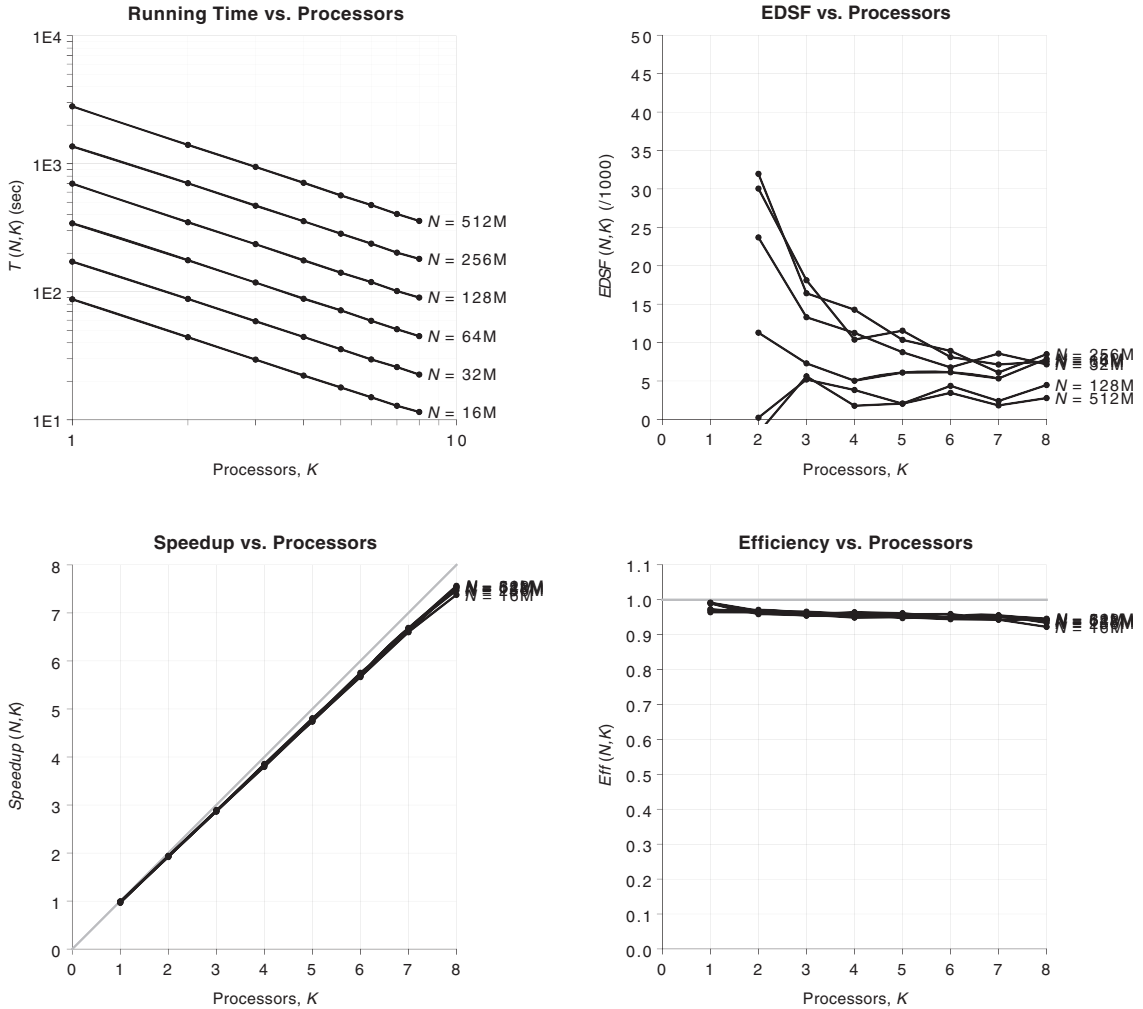 Running Time vs. Processors
1E4
1E3
1E2
1E1
T (N,K) (sec)
N = 512M
N = 256M
N = 128M
N = 64M
N = 32M
N = 16M
1 10
Processors, K
EDSF vs. Processors
50
45
40
35
30
25
20
15
10
5
0
EDSF (N,K) (/1000)
N = 256M
N = 32M
N = 128M
N = 512M
0 1 2 3 4 5 6 7 8
Processors, K
Speedup vs. Processors
8
7
6
5
4
3
2
1
0
Speedup (N,K)
N = 16M
0 1 2 3 4 5 6 7 8
Processors, K
Efficiency vs. Processors
1.1
1.0
0.9
0.8
0.7
0.6
0.5
0.4
0.3
0.2
0.1
0.0
Eff (N,K)
N = 16M
0 1 2 3 4 5 6 7 8
Processors, K